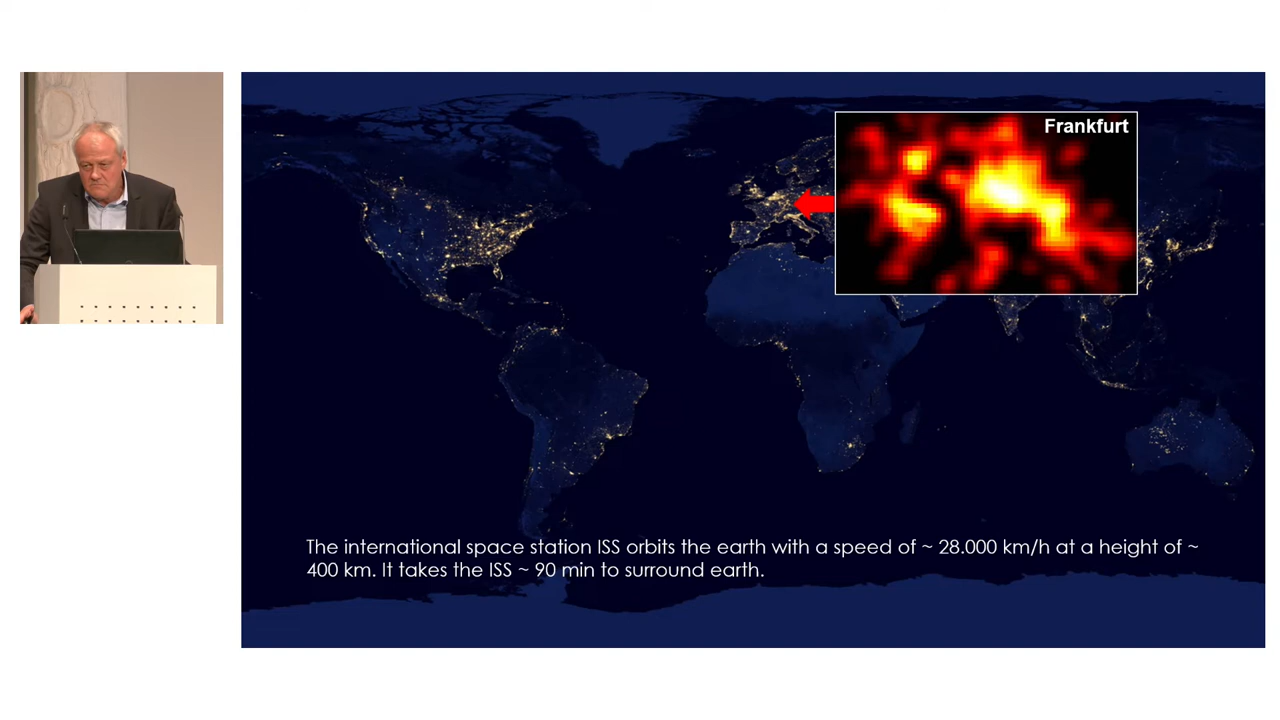 Frankfurt
The international space station ISS orbits the earth with a speed of ~ 28.000 km/h at a height of ~
400 km. It takes the ISS ~ 90 min to surround earth.